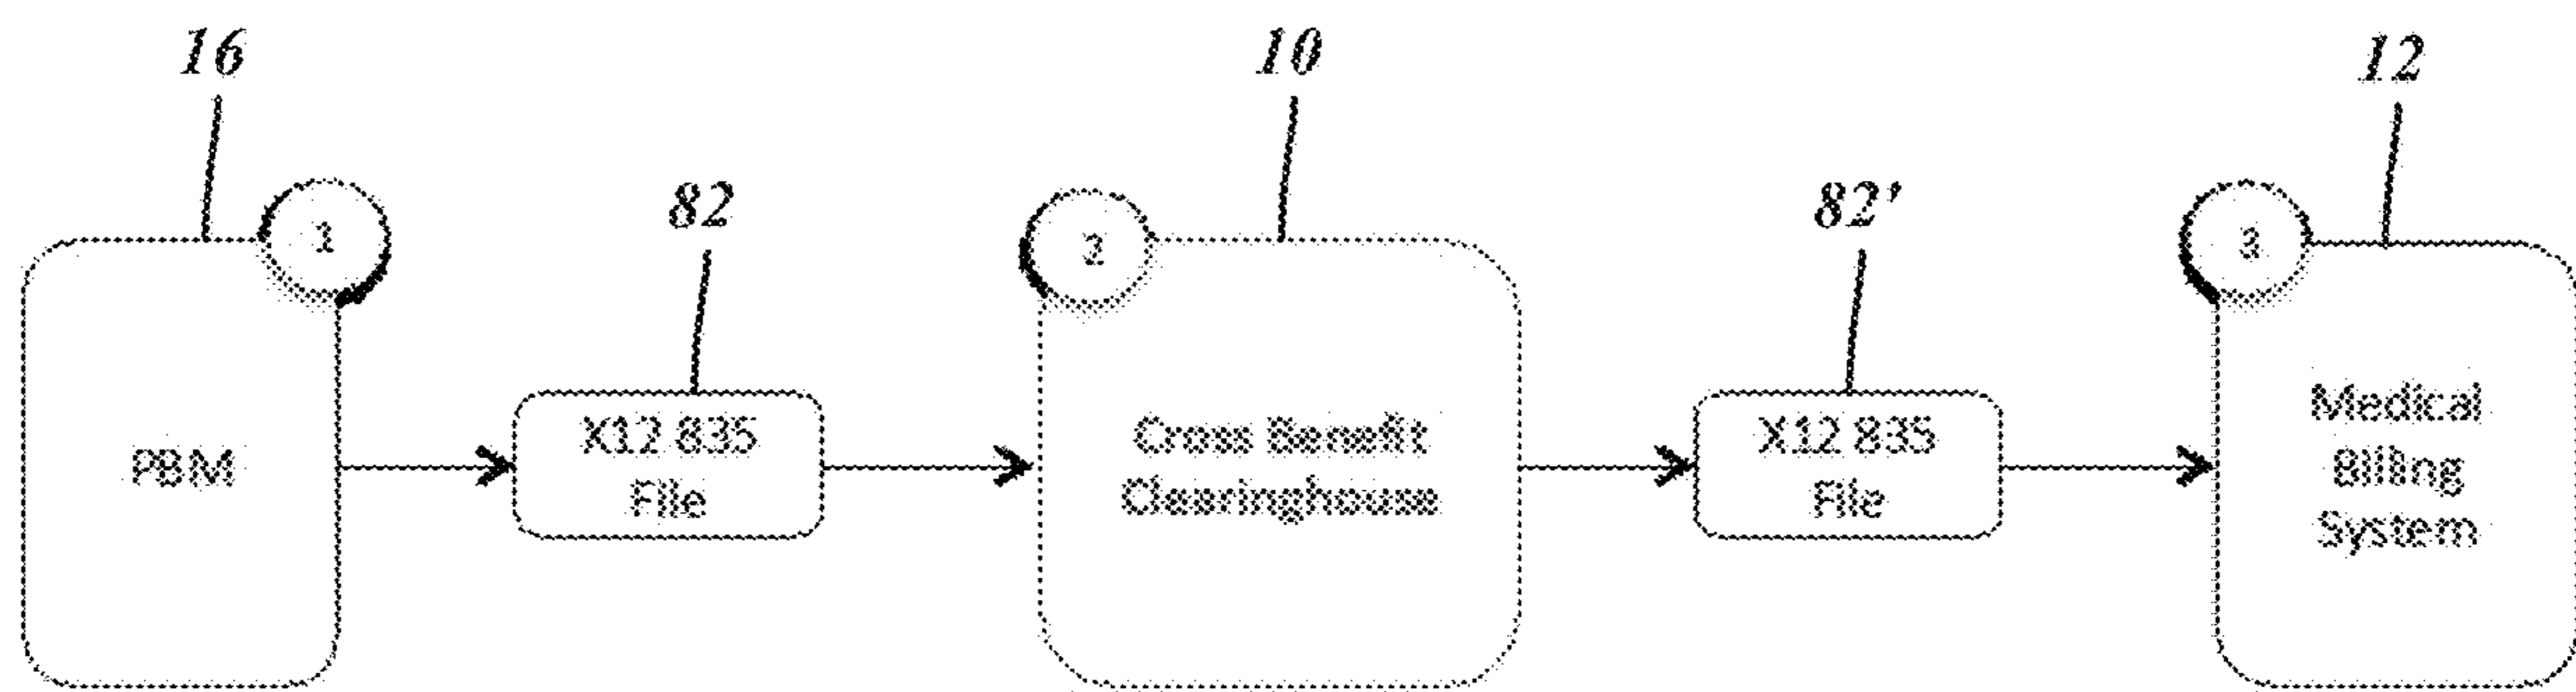 16
10
12
82
82'
1
2
3
PBM
X12 835
File
Cross Benefit
Clearinghouse
X12 835
File
Medical
Billing
System